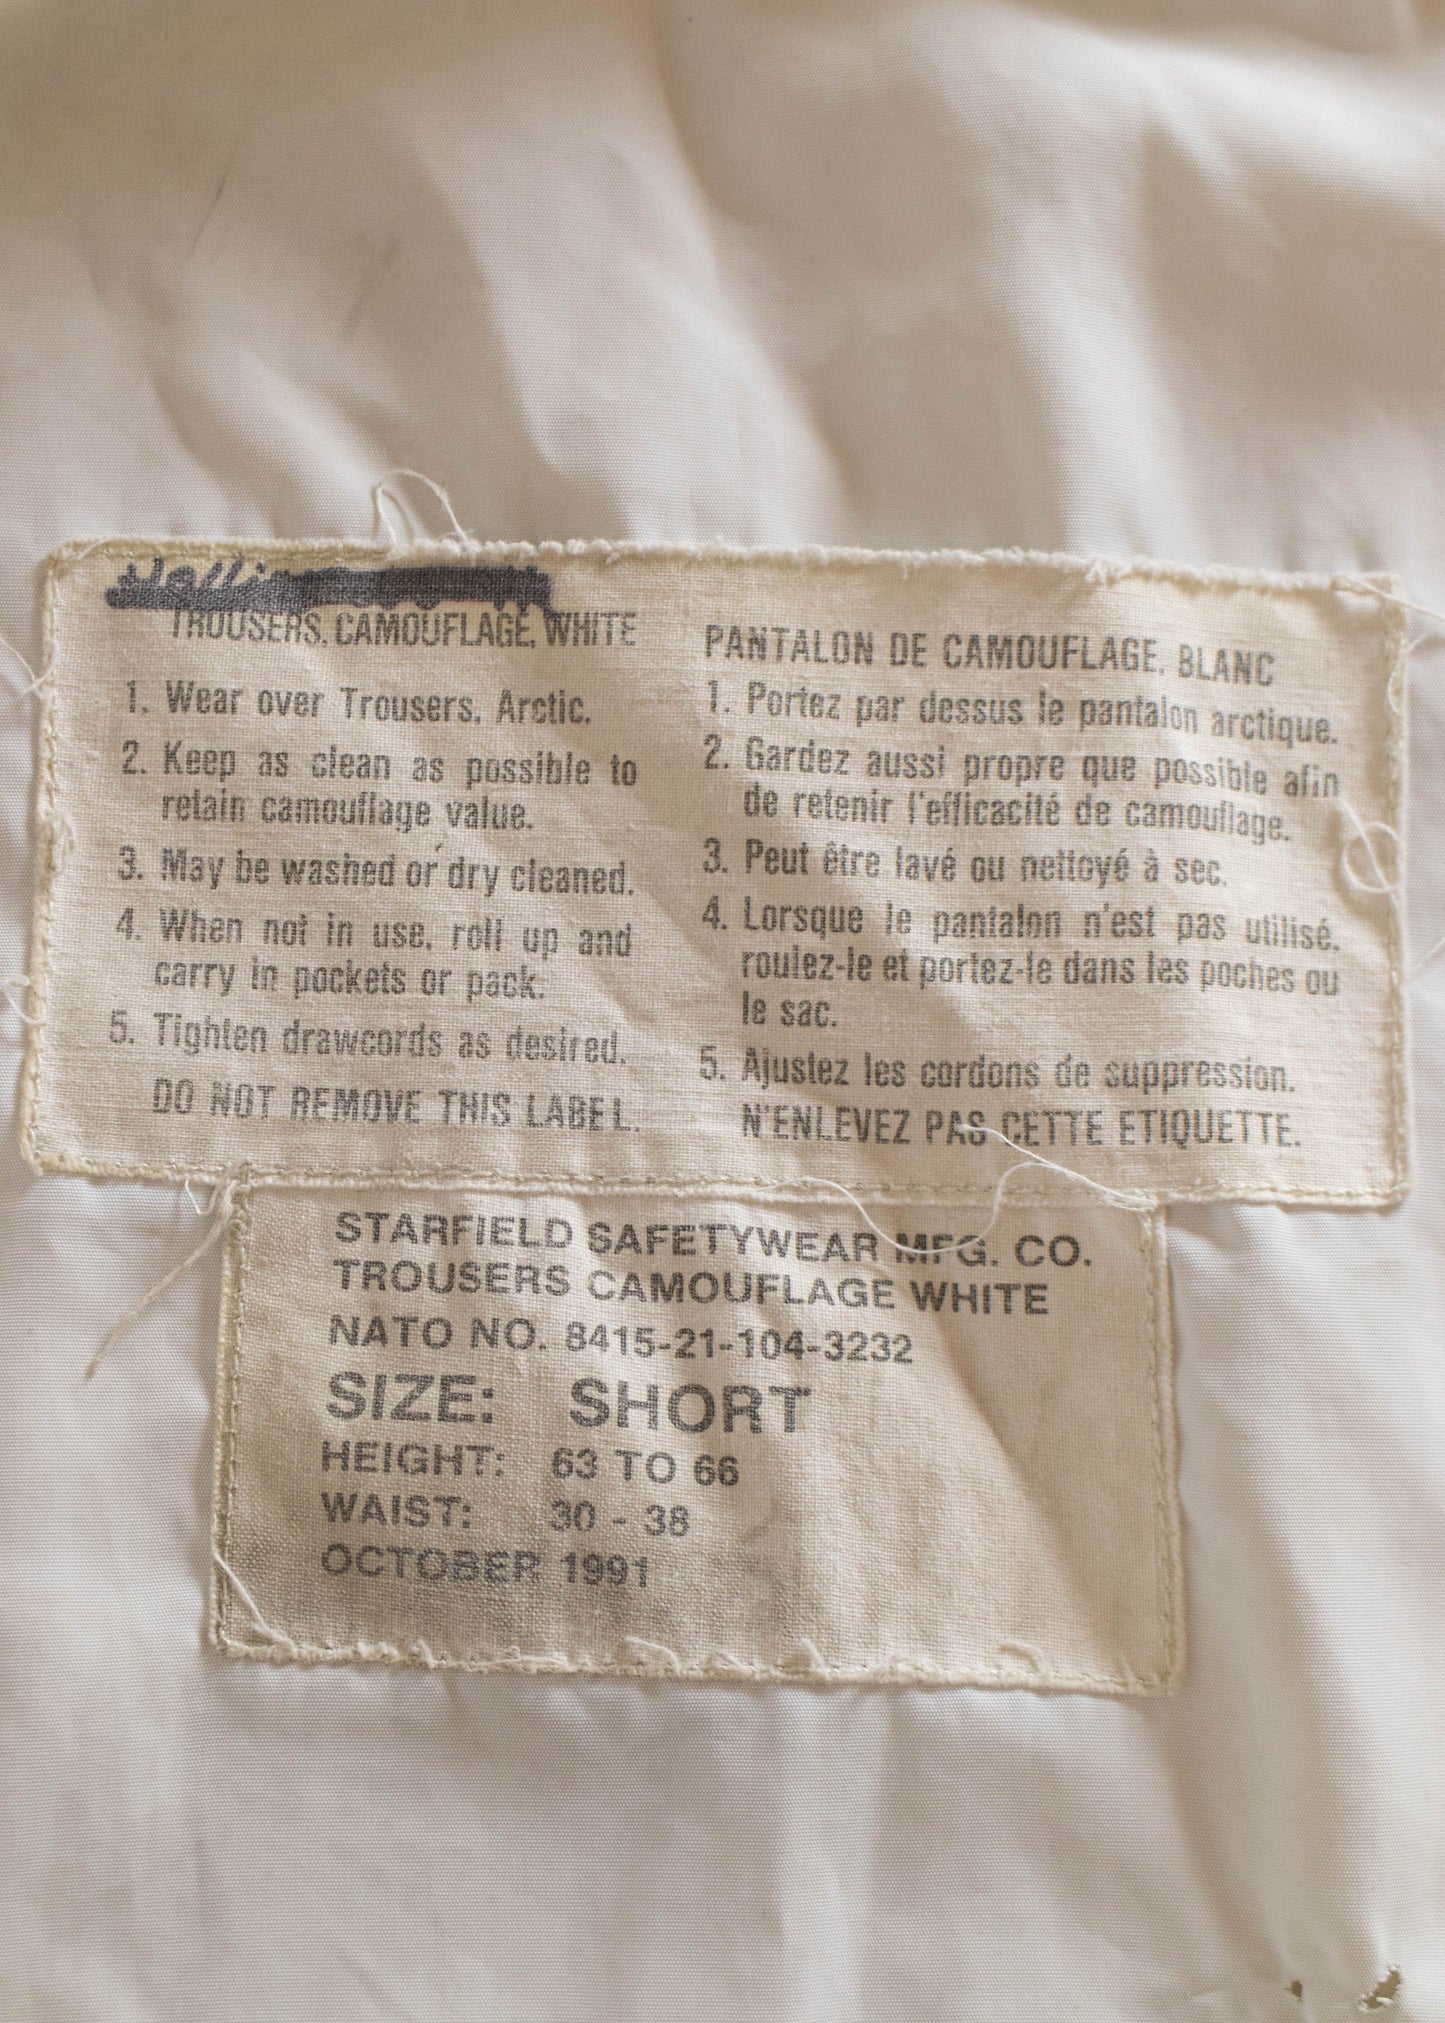 TROUSERS, CAMOUFLAGE, WHITE
1. Wear over Trousers, Arctic.
2. Keep as clean as possible to
retain camouflage value.
3. May be washed or dry cleaned.
4. When not in use, roll up and
carry in pockets or pack.
5. Tighten drawcords as desired.
DO NOT REMOVE THIS LABEL.
PANTALON DE CAMOUFLAGE, BLANC
1. Portez par dessus le pantalon arctique.
2. Gardez aussi propre que possible afin
de retenir l'efficacité de camouflage.
3. Peut être lavé ou nettoyé à sec.
4. Lorsque le pantalon n'est pas utilisé,
roulez-le et portez-le dans les poches ou
le sac.
5. Ajustez les cordons de suppression.
N'ENLEVEZ PAS CETTE ETIQUETTE.
STARFIELD SAFETYWEAR MFG. CO.
TROUSERS CAMOUFLAGE WHITE
NATO NO. 8415-21-104-3232
SIZE: SHORT
HEIGHT: 63 TO 66
WAIST: 30 - 38
OCTOBER 1991